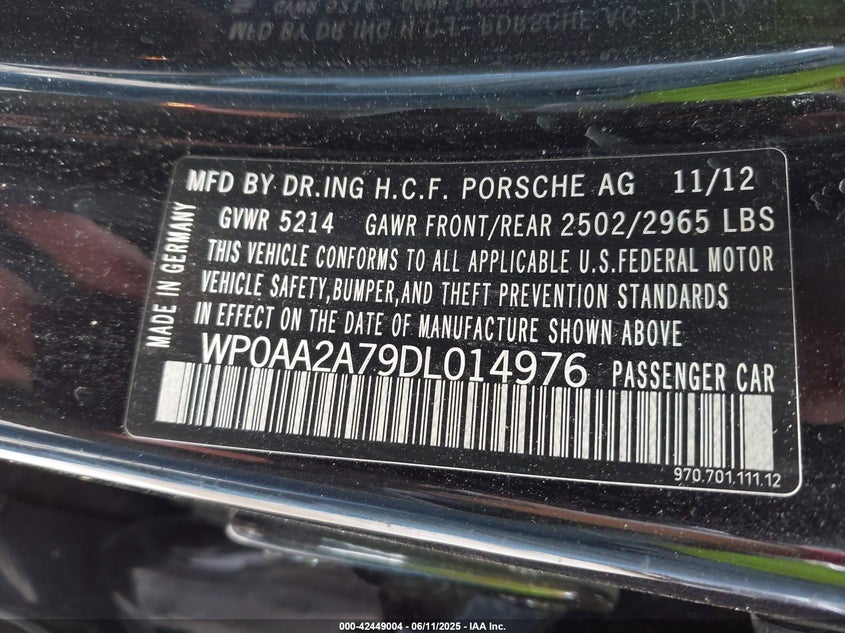 MFD BY DR.ING H.C.F. PORSCHE AG 11/12
GVWR 5214 GAWR FRONT/REAR 2502/2965 LBS
THIS VEHICLE CONFORMS TO ALL APPLICABLE U.S.FEDERAL MOTOR
VEHICLE SAFETY,BUMPER,AND THEFT PREVENTION STANDARDS
IN EFFECT ON THE DATE OF MANUFACTURE SHOWN ABOVE
WP0AA2A79DL014976 PASSENGER CAR
970.701.111.12
MADE IN GERMANY
000-42449004 - 06/11/2025 - IAA Inc.